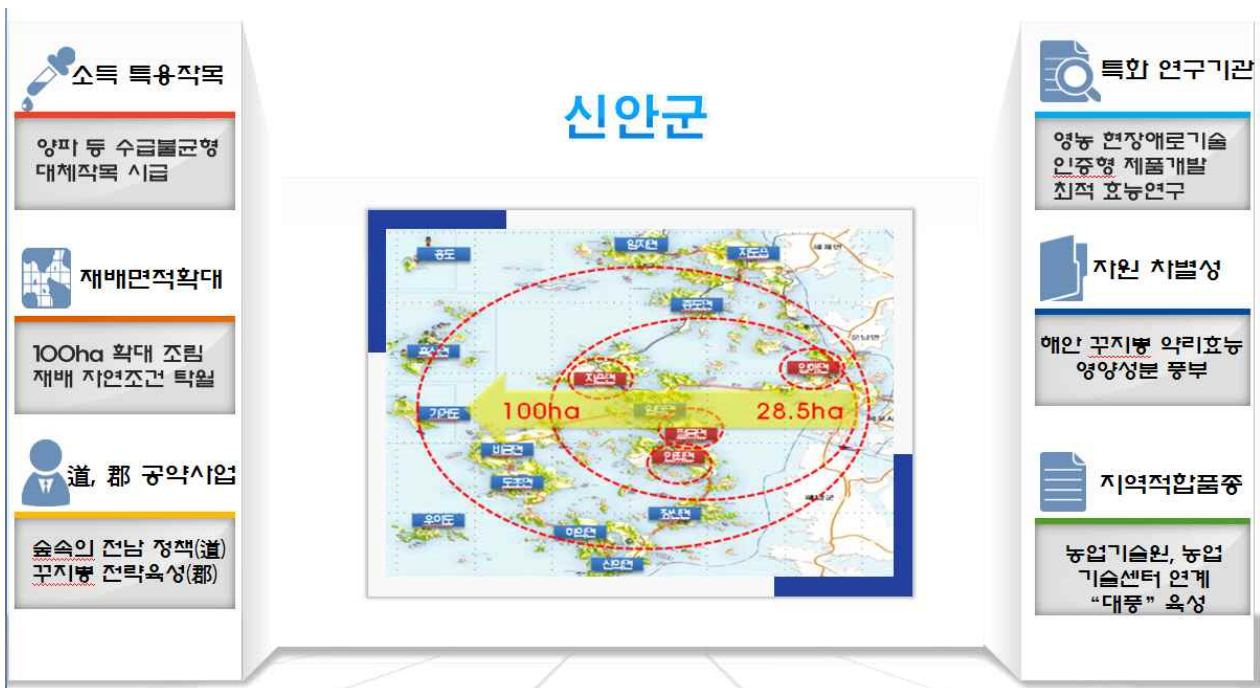 소득 특용작목
양파 등 수급불균형
대체작목 시급
재배면적확대
100ha 확대 조림
재배 자연조건 탁월
道, 郡 공약사업
숲속의 전남 정책(道)
꾸지뽕 전략육성(郡)
신안군
홍도
임자면
지도읍
증도면
흑산면
자은면
압해면
가거도
100ha
28.5ha
팔금면
안좌면
비금면
도초면
우이도
하의면
장산면
신의면
특화 연구기관
영농 현장애로기술
인증형 제품개발
최적 효능연구
자원 차별성
해안 꾸지뽕 약리효능
영양성분 풍부
지역적합품종
농업기술원, 농업
기술센터 연계
“대풍” 육성